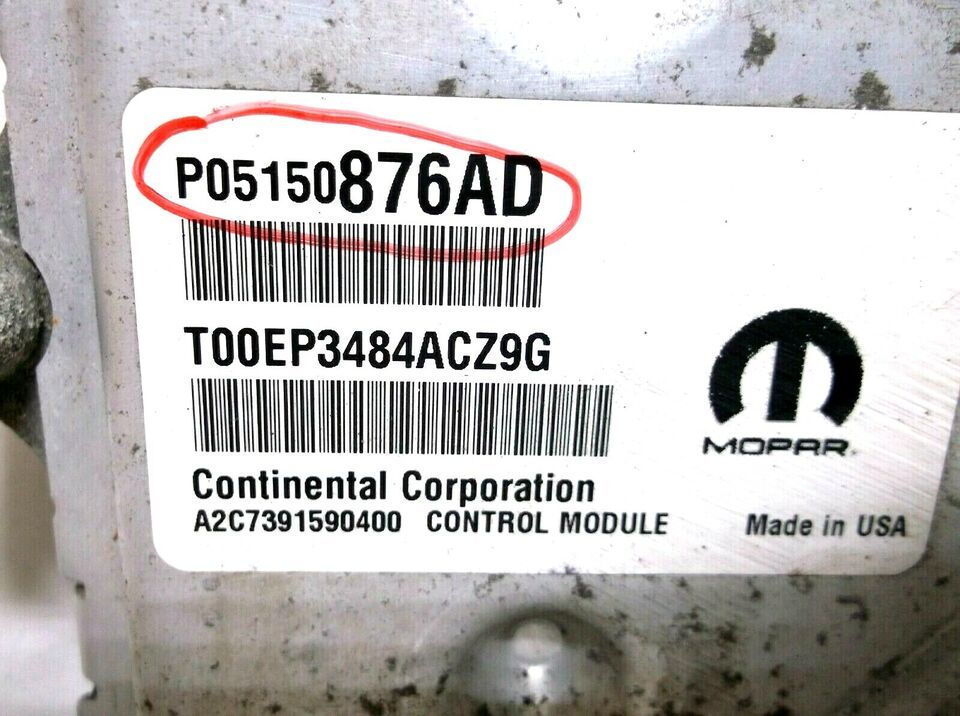 P05150876AD
T00EP3484ACZ9G
MOPAR
Continental Corporation
A2C7391590400 CONTROL MODULE Made in USA